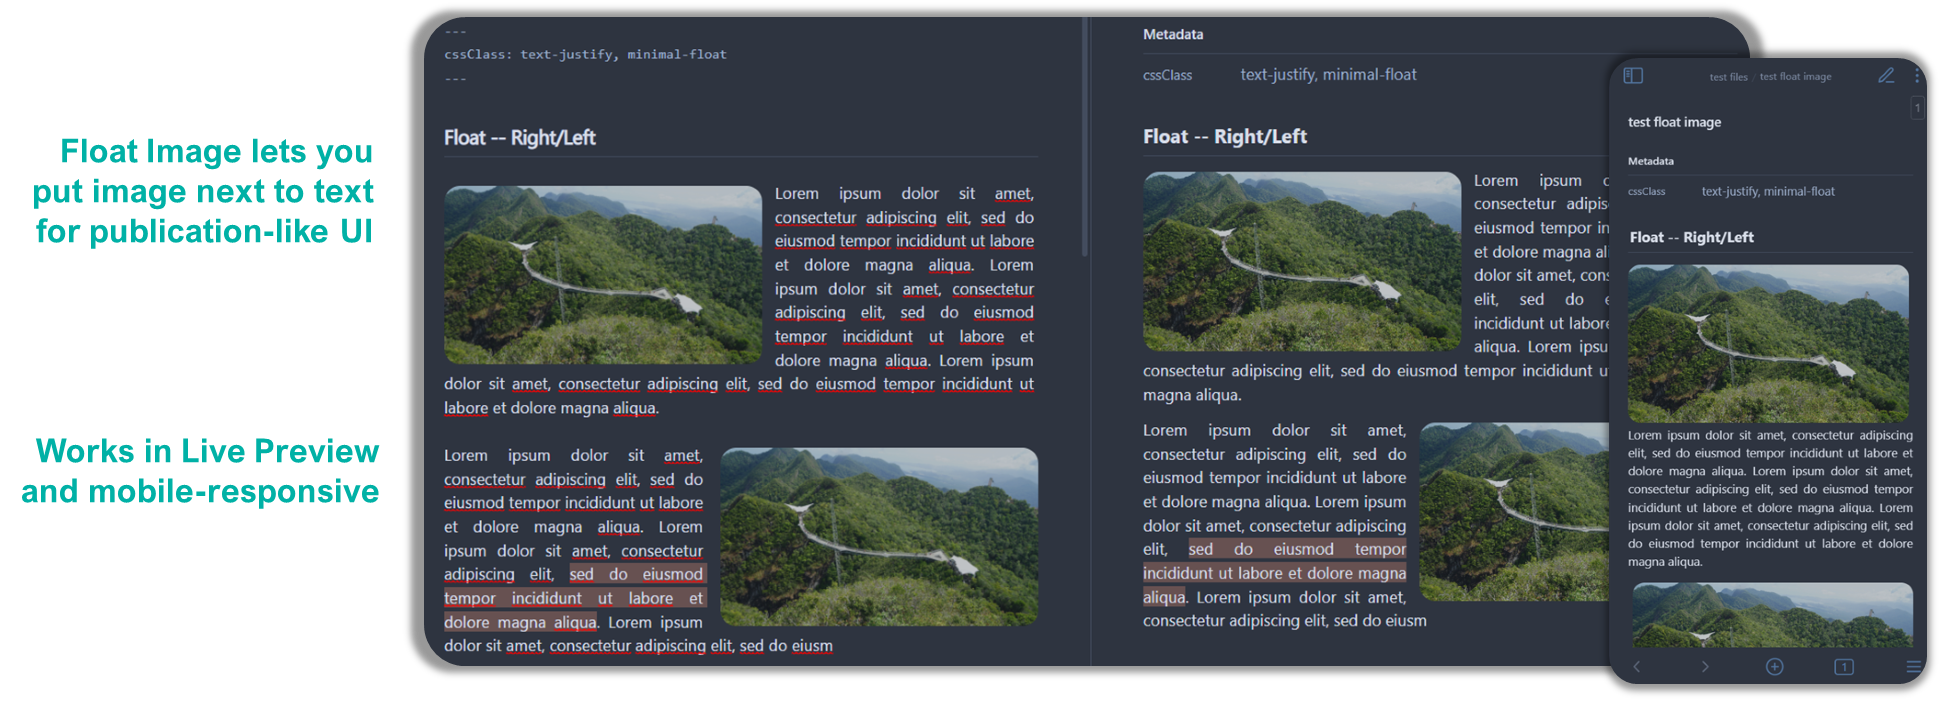 Float Image lets you
put image next to text
for publication-like UI
Works in Live Preview
and mobile-responsive
---
cssClass: text-justify, minimal-float
---
Float -- Right/Left
Lorem ipsum dolor sit amet,
consectetur adipiscing elit, sed do
eiusmod tempor incididunt ut labore
et dolore magna aliqua. Lorem
ipsum dolor sit amet, consectetur
adipiscing elit, sed do eiusmod
tempor incididunt ut labore et
dolore magna aliqua. Lorem ipsum
dolor sit amet, consectetur adipiscing elit, sed do eiusmod tempor incididunt ut
labore et dolore magna aliqua.
Lorem ipsum dolor sit amet,
consectetur adipiscing elit, sed do
eiusmod tempor incididunt ut labore
et dolore magna aliqua. Lorem
ipsum dolor sit amet, consectetur
adipiscing elit, sed do eiusmod
tempor incididunt ut labore et
dolore magna aliqua. Lorem ipsum
dolor sit amet, consectetur adipiscing elit, sed do eiusm
Metadata
cssClass text-justify, minimal-float
Float -- Right/Left
Lorem ipsum
consectetur adipis
eiusmod tempor in
et dolore magna al
dolor sit amet, cons
elit, sed do
incididunt ut labore
aliqua. Lorem ipsu
consectetur adipiscing elit, sed do eiusmod tempor incididunt u
magna aliqua.
Lorem ipsum dolor sit amet,
consectetur adipiscing elit, sed do
eiusmod tempor incididunt ut labore
et dolore magna aliqua. Lorem ipsum
dolor sit amet, consectetur adipiscing
elit, sed do eiusmod tempor
incididunt ut labore et dolore magna
aliqua. Lorem ipsum dolor sit amet,
consectetur adipiscing elit, sed do eiusm
test files / test float image
1
test float image
Metadata
cssClass text-justify, minimal-float
Float -- Right/Left
Lorem ipsum dolor sit amet, consectetur adipiscing
elit, sed do eiusmod tempor incididunt ut labore et
dolore magna aliqua. Lorem ipsum dolor sit amet,
consectetur adipiscing elit, sed do eiusmod tempor
incididunt ut labore et dolore magna aliqua. Lorem
ipsum dolor sit amet, consectetur adipiscing elit, sed
do eiusmod tempor incididunt ut labore et dolore
magna aliqua.
1